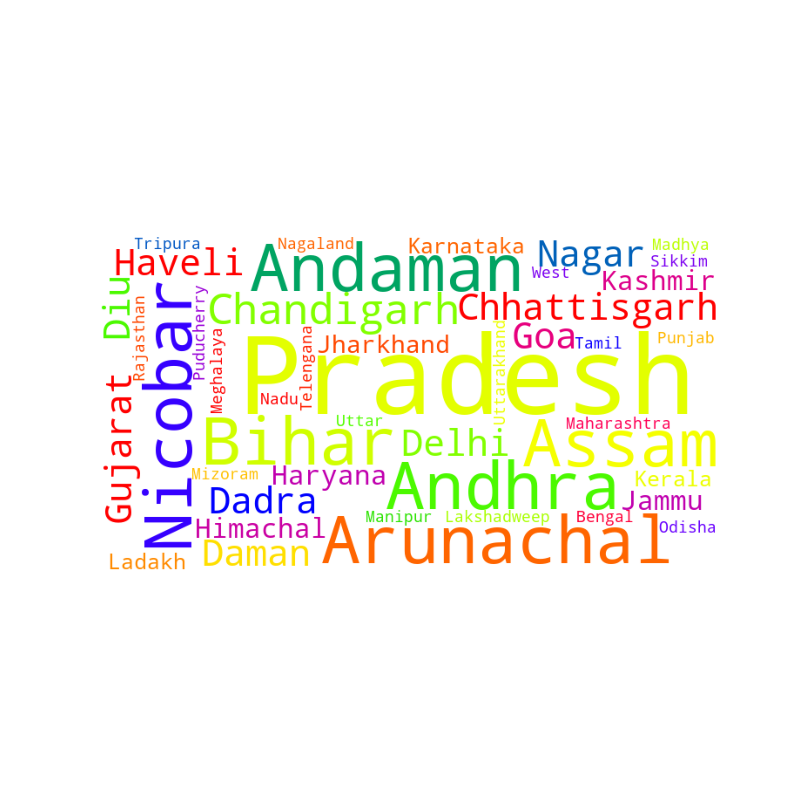 Tripura
Nagaland
Karnataka
Nagar
Madhya
Haveli
Andaman
West
Sikkim
Kashmir
Diu
Rajasthan
Nicobar
Puducherry
Chandigarh
Chhattisgarh
Meghalaya
Telengana
Jharkhand
Pradesh
Uttarakhand
Goa
Tamil
Punjab
Gujarat
Nadu
Uttar
Bihar
Delhi
Maharashtra
Assam
Mizoram
Haryana
Andhra
Kerala
Dadra
Jammu
Himachal
Manipur
Lakshadweep
Bengal
Odisha
Ladakh
Daman
Arunachal